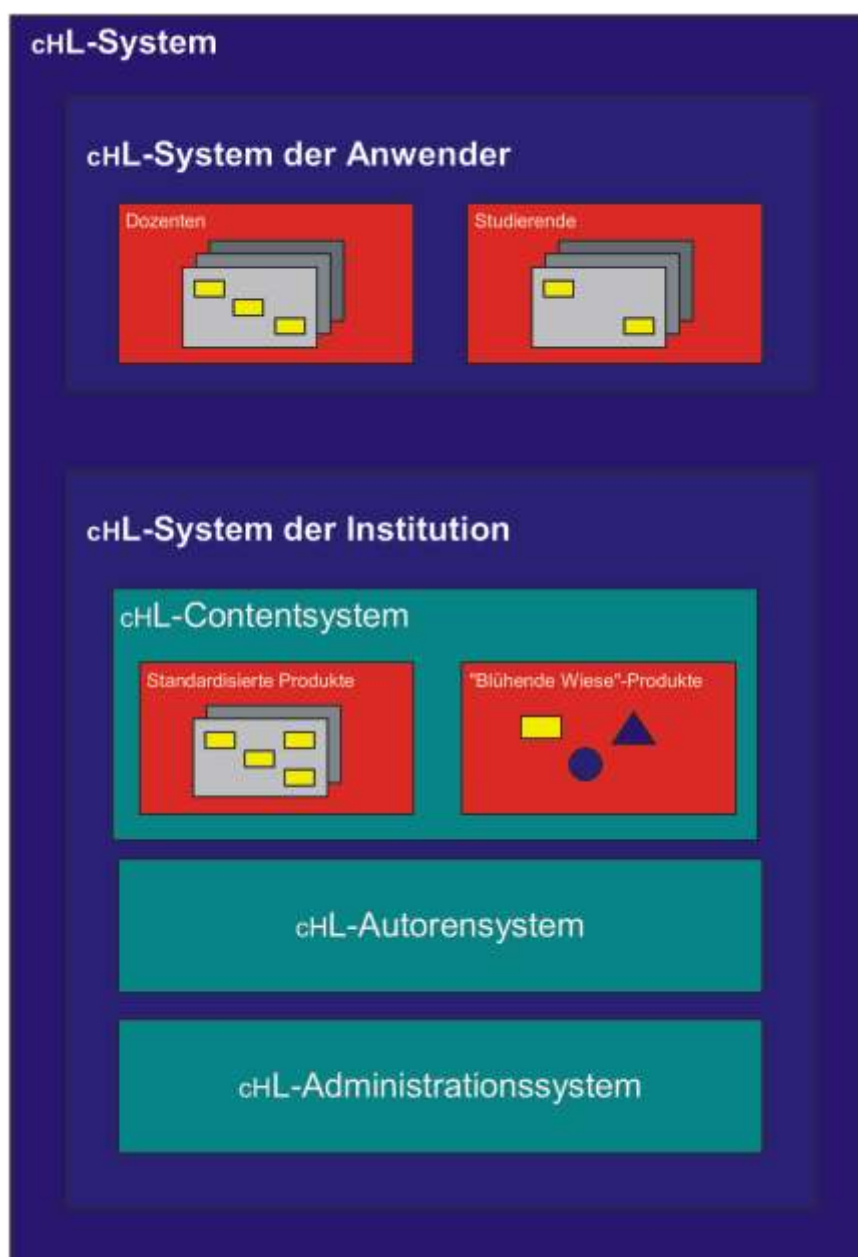 cHL-System
cHL-System der Anwender
Dozenten
Studierende
cHL-System der Institution
cHL-Contentsystem
Standardisierte Produkte
"Blühende Wiese"-Produkte
cHL-Autorensystem
cHL-Administrationssystem